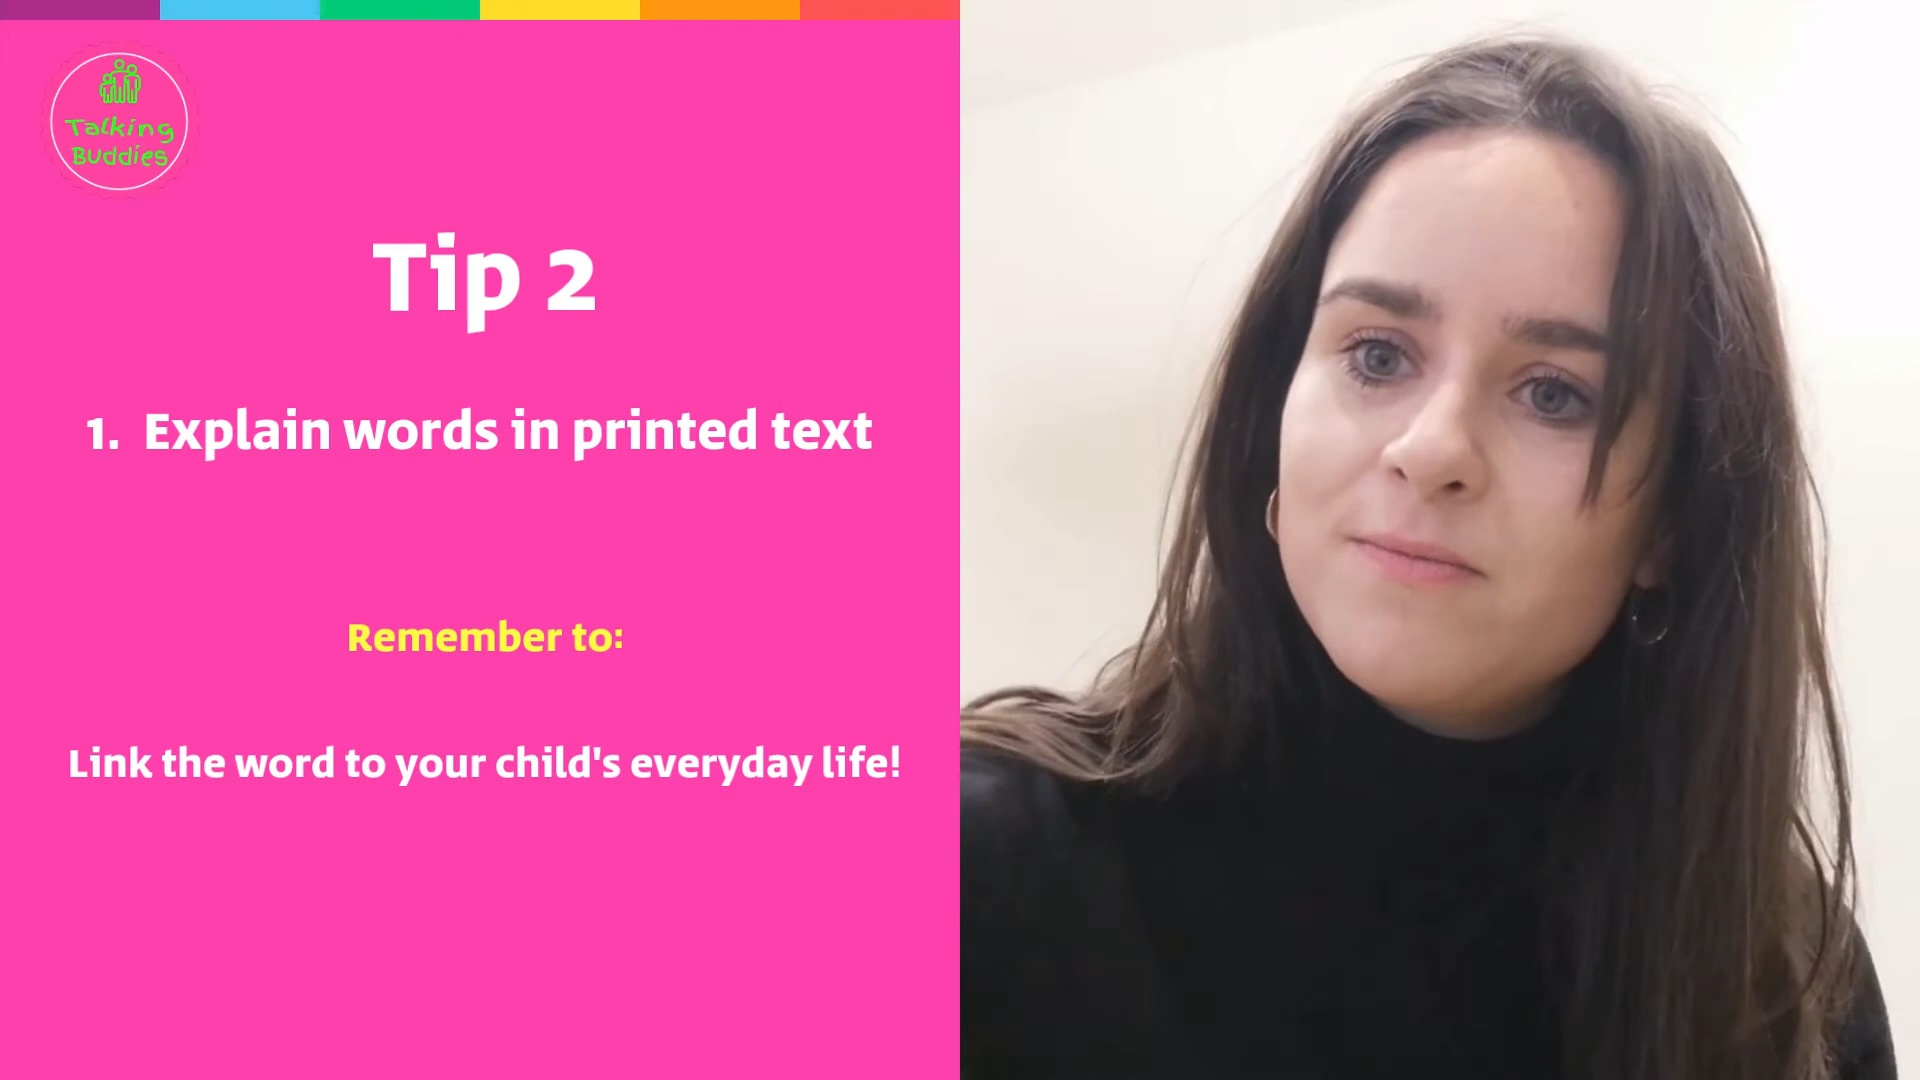 Talking
Buddies
Tip 2
1. Explain words in printed text
Remember to:
Link the word to your child's everyday life!